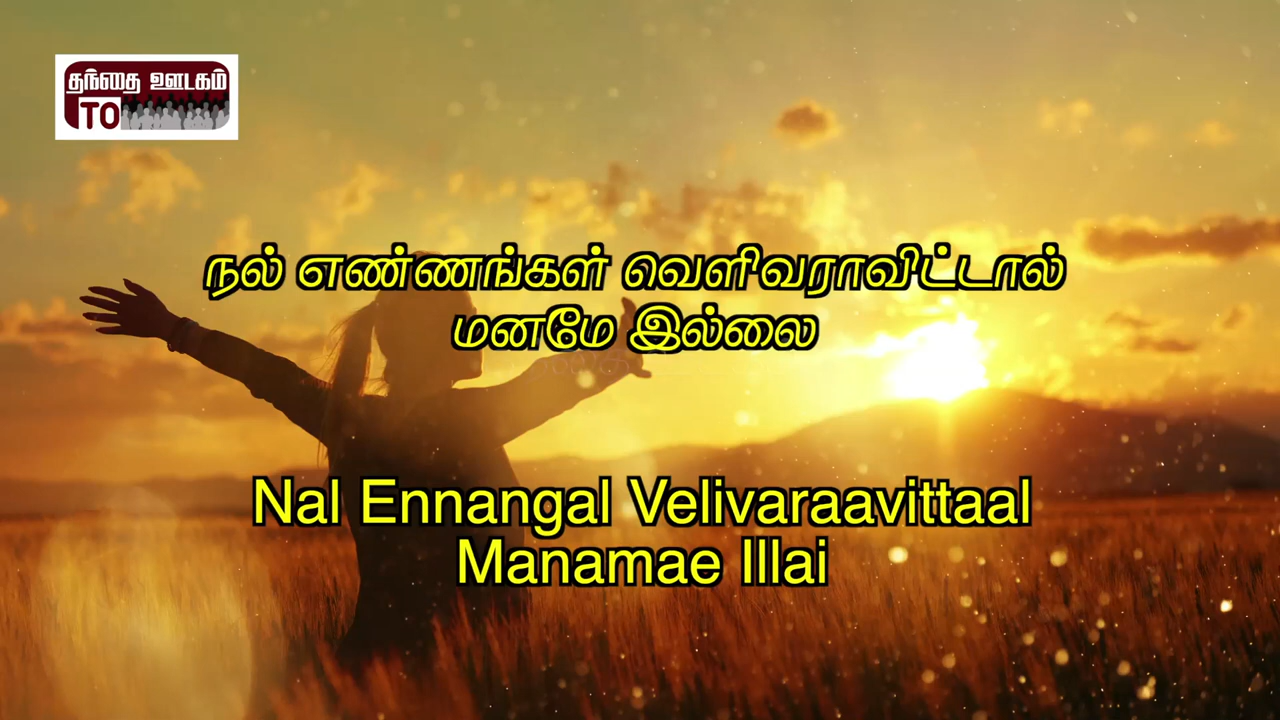 தந்தை ஊடகம்
TO
நல் எண்ணங்கள் வெளிவராவிட்டால்
மனமே இல்லை
Nal Ennangal Velivaraavittaal
Manamae Illai